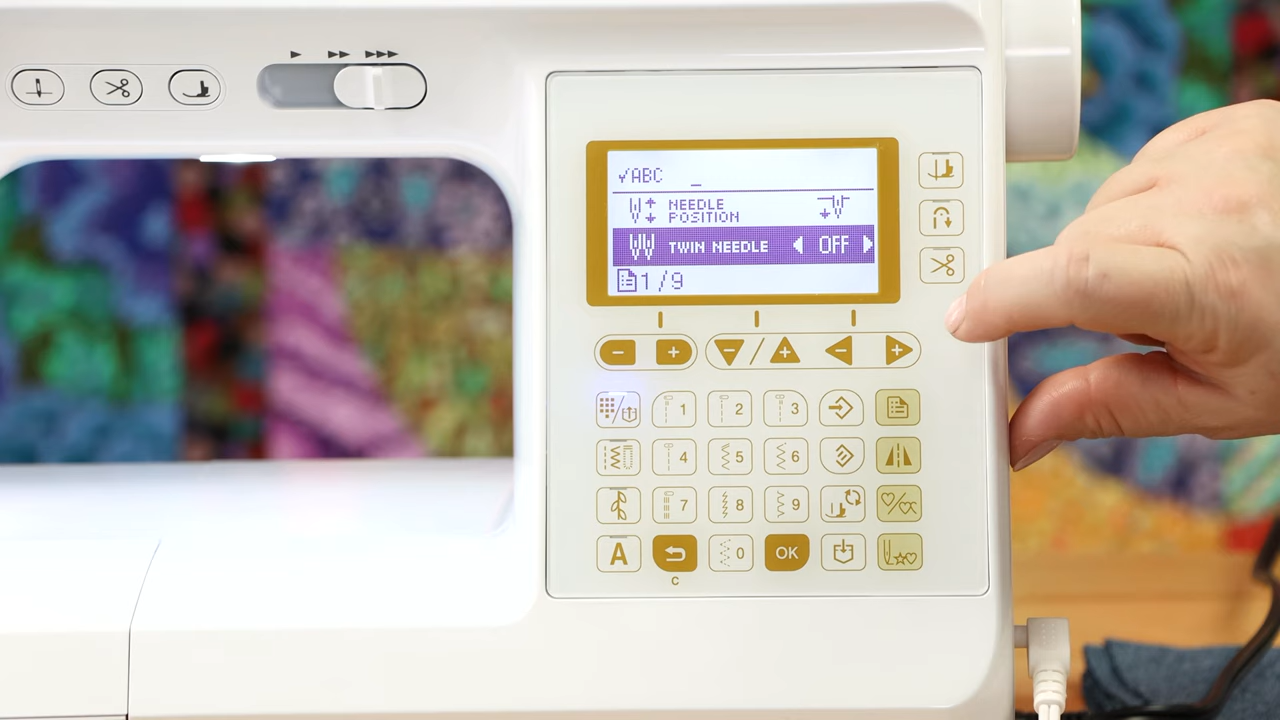 √ABC _
NEEDLE
POSITION
TWIN NEEDLE OFF
1/9
- + - / + - +
1 2 3
4 5 6
7 8 9
A 0 OK
C